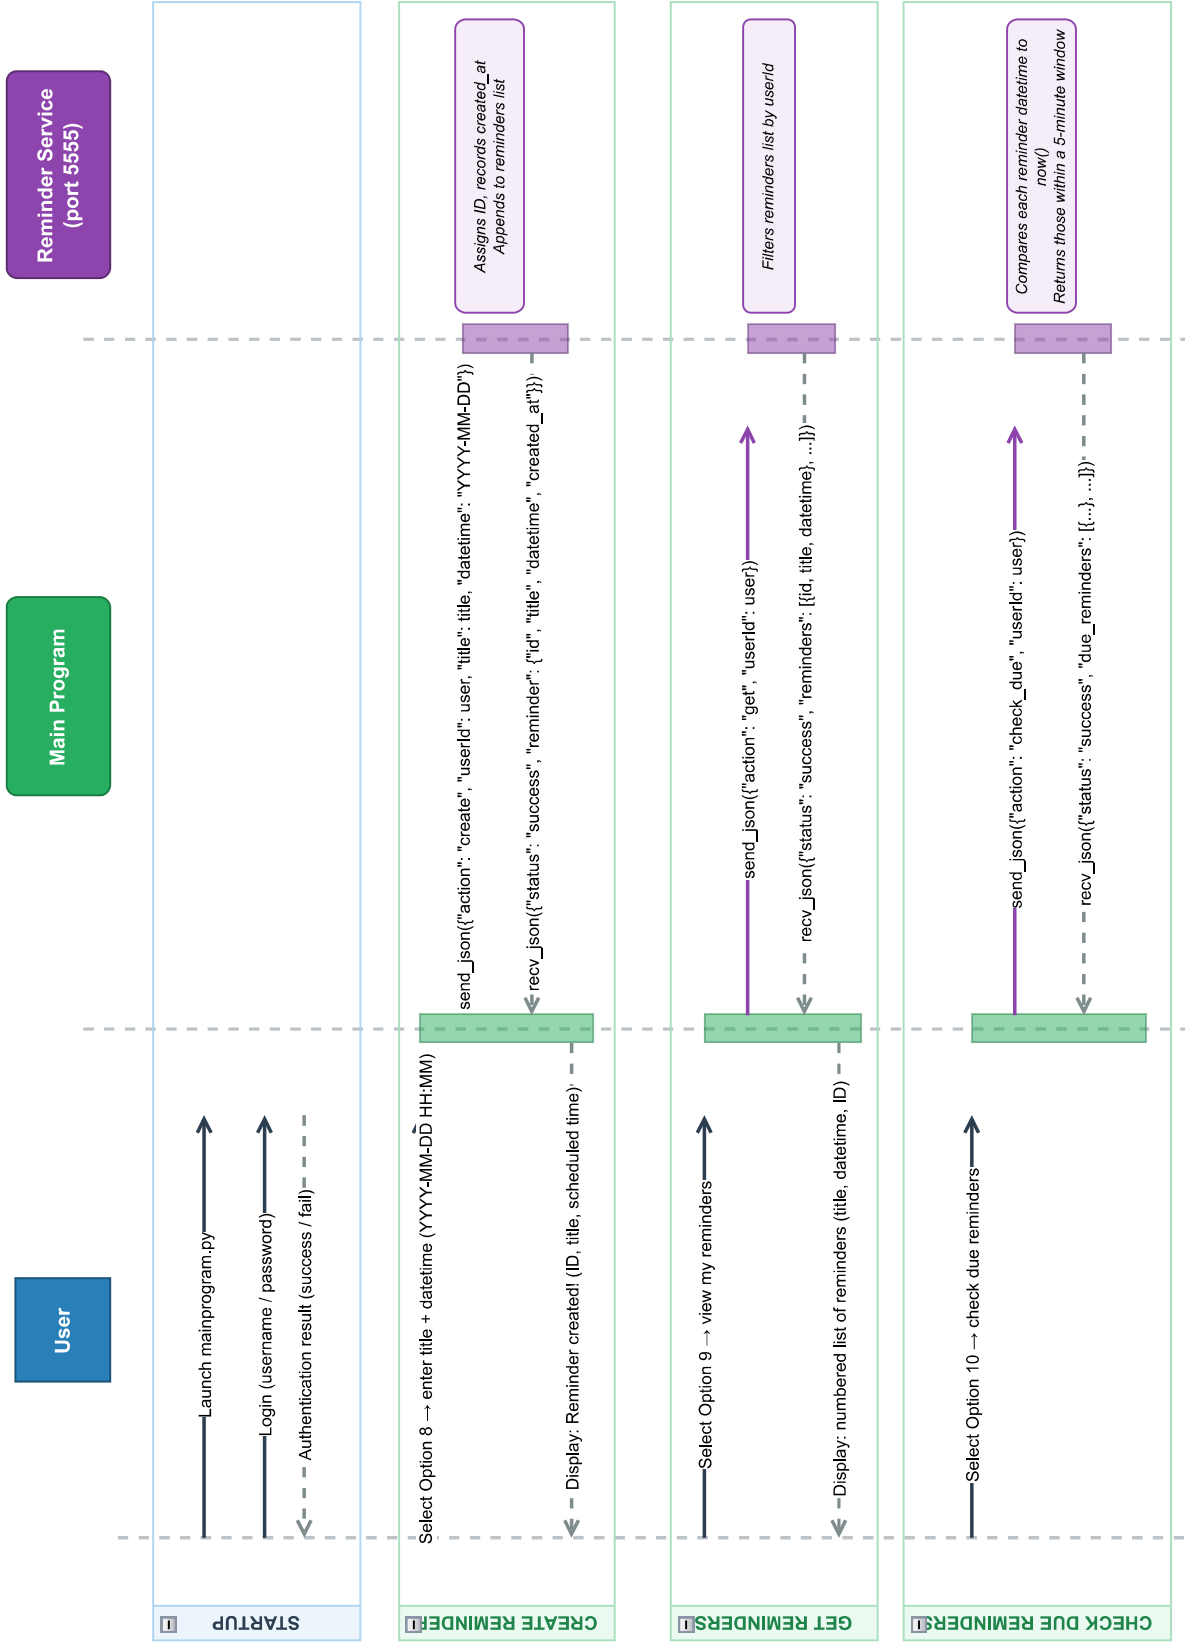 User
Main Program
Reminder Service
(port 5555)
STARTUP
Launch mainprogram.py
Login (username / password)
Authentication result (success / fail)
CREATE REMINDER
Select Option 8 → enter title + datetime (YYYY-MM-DD HH:MM)
send_json({"action": "create", "userId": user, "title": title, "datetime": "YYYY-MM-DD"})
Assigns ID, records created_at
Appends to reminders list
recv_json({"status": "success", "reminder": {"id", "title", "datetime", "created_at"}})
Display: Reminder created! (ID, title, scheduled time)
GET REMINDERS
Select Option 9 → view my reminders
send_json({"action": "get", "userId": user})
Filters reminders list by userId
recv_json({"status": "success", "reminders": [{id, title, datetime}, ...]})
Display: numbered list of reminders (title, datetime, ID)
CHECK DUE REMINDERS
Select Option 10 → check due reminders
send_json({"action": "check_due", "userId": user})
Compares each reminder datetime to
now()
Returns those within a 5-minute window
recv_json({"status": "success", "due_reminders": [{...}, ...]})